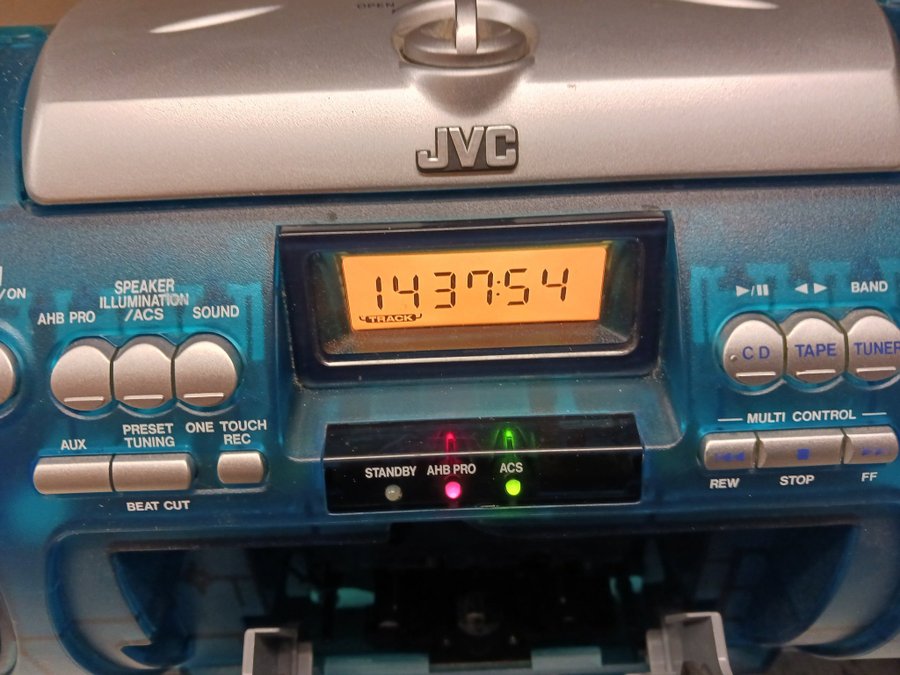 OPEN
JVC
14 37:54
TRACK
/ON
AHB PRO
SPEAKER
ILLUMINATION
/ACS
SOUND
AUX
PRESET
TUNING
ONE TOUCH
REC
BEAT CUT
STANDBY
AHB PRO
ACS
BAND
CD
TAPE
TUNER
MULTI CONTROL
REW
STOP
FF